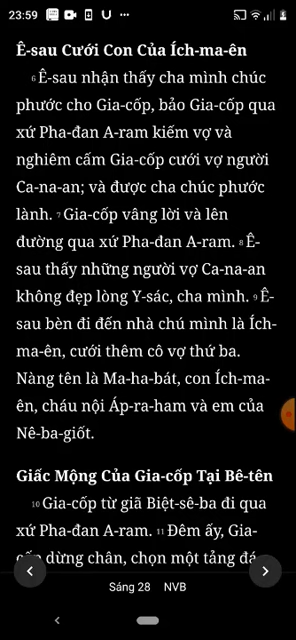 23:59
Ê-sau Cưới Con Của Ích-ma-ên
6 Ê-sau nhận thấy cha mình chúc
phước cho Gia-cốp, bảo Gia-cốp qua
xứ Pha-đan A-ram kiếm vợ và
nghiêm cấm Gia-cốp cưới vợ người
Ca-na-an; và được cha chúc phước
lành. 7 Gia-cốp vâng lời và lên
đường qua xứ Pha-đan A-ram. 8 Ê-
sau thấy những người vợ Ca-na-an
không đẹp lòng Y-sác, cha mình. 9 Ê-
sau bèn đi đến nhà chú mình là Ích-
ma-ên, cưới thêm cô vợ thứ ba.
Nàng tên là Ma-ha-bát, con Ích-ma-
ên, cháu nội Áp-ra-ham và em của
Nê-ba-giốt.
Giấc Mộng Của Gia-cốp Tại Bê-tên
10 Gia-cốp từ giã Biệt-sê-ba đi qua
xứ Pha-đan A-ram. 11 Đêm ấy, Gia-
cốp dừng chân, chọn một tảng đá
Sáng 28 NVB